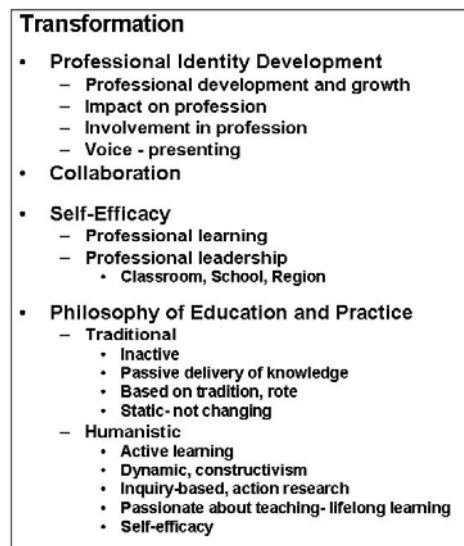 Transformation
• Professional Identity Development
– Professional development and growth
– Impact on profession
– Involvement in profession
– Voice - presenting
• Collaboration
• Self-Efficacy
– Professional learning
– Professional leadership
• Classroom, School, Region
• Philosophy of Education and Practice
– Traditional
• Inactive
• Passive delivery of knowledge
• Based on tradition, rote
• Static- not changing
– Humanistic
• Active learning
• Dynamic, constructivism
• Inquiry-based, action research
• Passionate about teaching- lifelong learning
• Self-efficacy